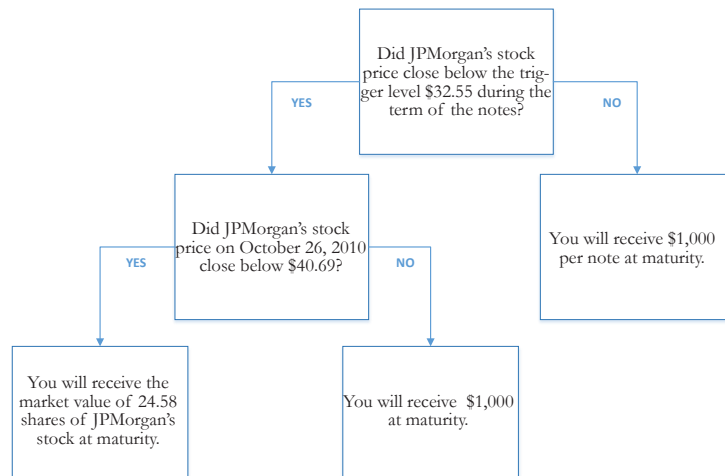 Did JPMorgan's stock
price close below the trig-
ger level $32.55 during the
term of the notes?
YES
NO
Did JPMorgan's stock
price on October 26, 2010
close below $40.69?
You will receive $1,000
per note at maturity.
YES
NO
You will receive the
market value of 24.58
shares of JPMorgan's
stock at maturity.
You will receive $1,000
at maturity.